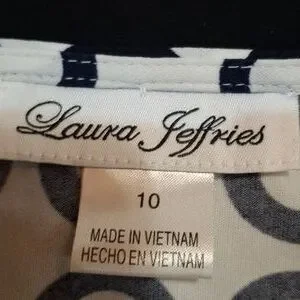 Laura Jeffries
10
MADE IN VIETNAM
HECHO EN VIETNAM